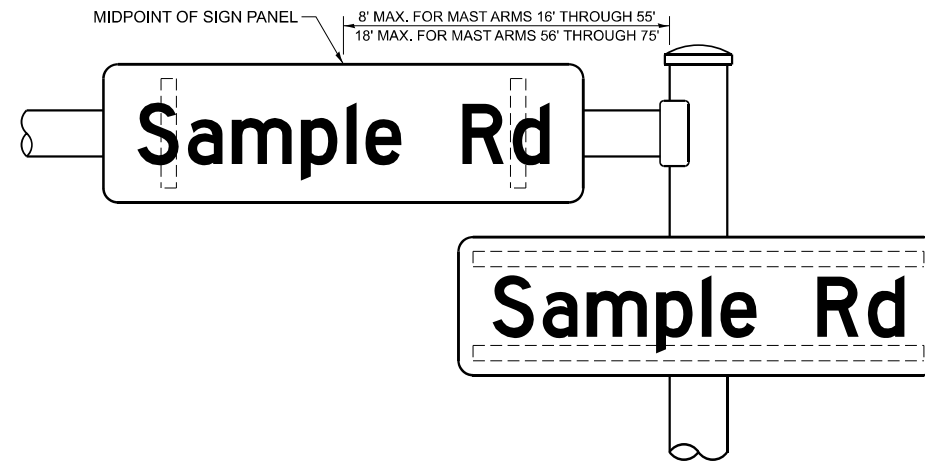 MIDPOINT OF SIGN PANEL
8' MAX. FOR MAST ARMS 16' THROUGH 55'
18' MAX. FOR MAST ARMS 56' THROUGH 75'
Sample Rd
Sample Rd